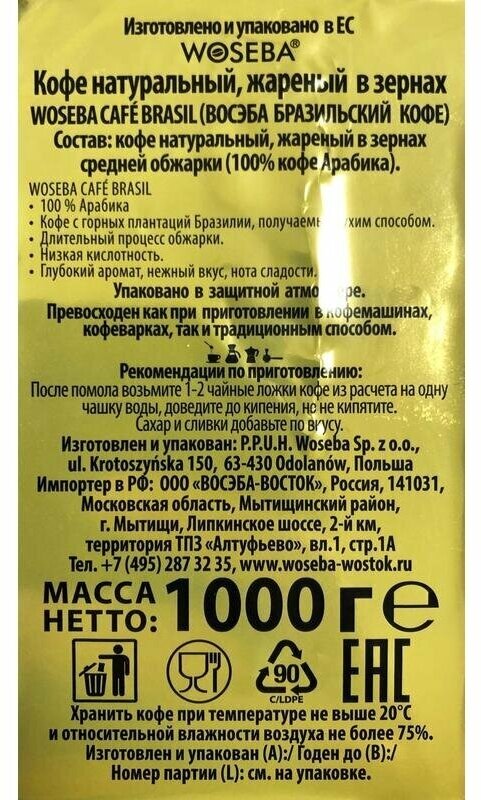 Изготовлено и упаковано в ЕС
WOSEBA®
Кофе натуральный, жареный в зернах
WOSEBA CAFÉ BRASIL (ВОСЭБА БРАЗИЛЬСКИЙ КОФЕ)
Состав: кофе натуральный, жареный в зернах
средней обжарки (100% кофе Арабика).
WOSEBA CAFÉ BRASIL
• 100 % Арабика
• Кофе с горных плантаций Бразилии, способом.
• Длительный процесс обжарки.
• Низкая кислотность.
• Глубокий аромат, нежный вкус, нота сладости.
Упаковано в защитной
Превосходен как при приготовлении в кофемашинах,
кофеварках, так и традиционным способом.
Рекомендации по приготовлению:
После помола возьмите 1-2 чайные ложки кофе из расчета на одну
чашку воды, доведите до кипения, но не кипятите.
Сахар и сливки добавьте по вкусу.
Изготовлен и упакован: P.P.U.H. Woseba Sp. z o.o.,
ul. Krotoszyńska 150, 63-430 Odolanów, Польша
Импортер в РФ: ООО «ВОСЭБА-ВОСТОК», Россия, 141031,
Московская область, Мытищинский район,
г. Мытищи, Липкинское шоссе, 2-й км,
территория ТПЗ «Алтуфьево», вл.1, стр.1А
Тел. +7 (495) 287 32 35, www.woseba-wostok.ru
МАССА
НЕТТО: 1000 г e
90
C/LDPE
EAC
Хранить кофе при температуре не выше 20°C
и относительной влажности воздуха не более 75%.
Изготовлен и упакован (A):/ Годен до (B):/
Номер партии (L): см. на упаковке.